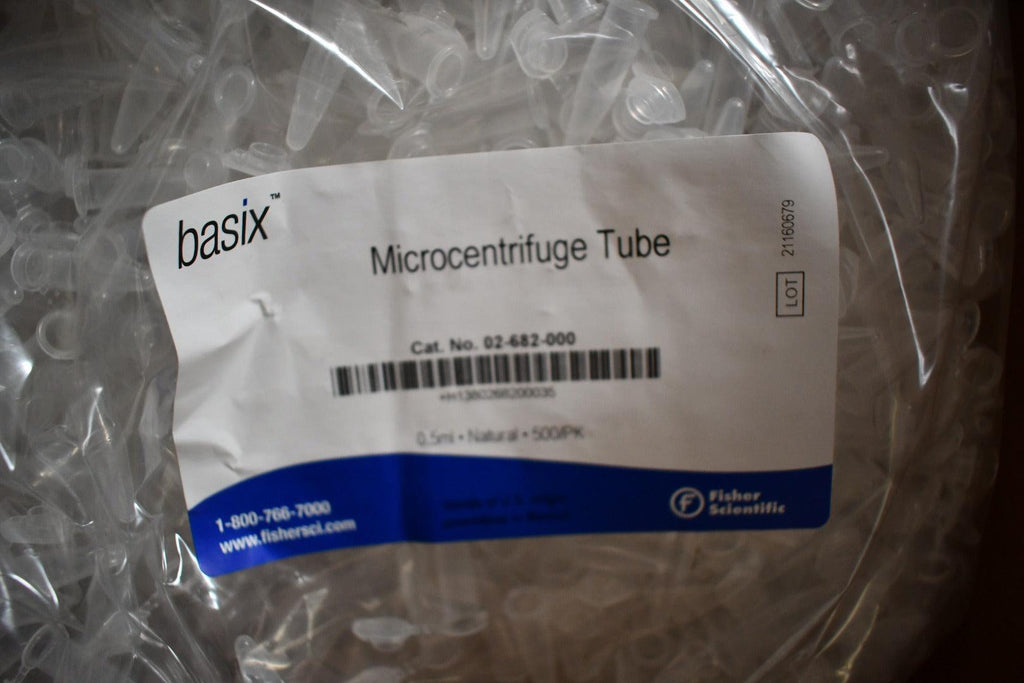 basix™
Microcentrifuge Tube
LOT 21160679
Cat. No. 02-682-000
0.5ml • Natural • 500/PK
1-800-766-7000
www.fishersci.com
Fisher
Scientific